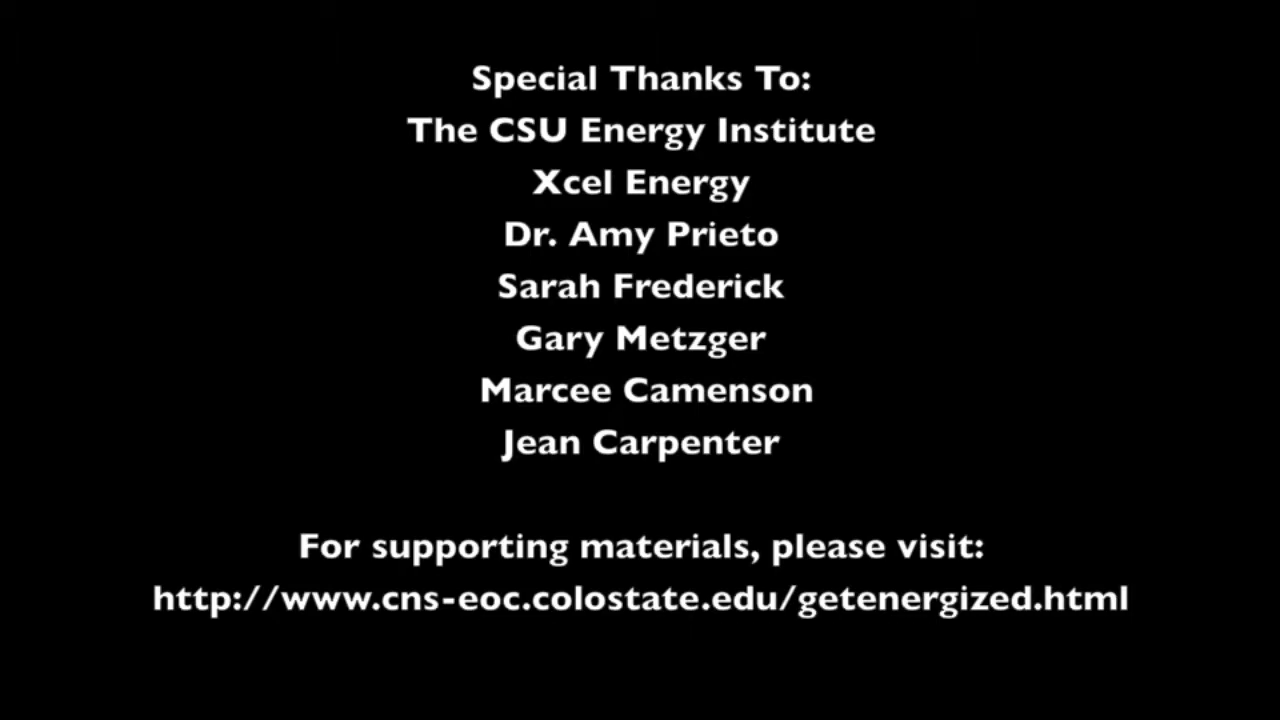 Special Thanks To:
The CSU Energy Institute
Xcel Energy
Dr. Amy Prieto
Sarah Frederick
Gary Metzger
Marcee Camenson
Jean Carpenter
For supporting materials, please visit:
http://www.cns-eoc.colostate.edu/getenergized.html